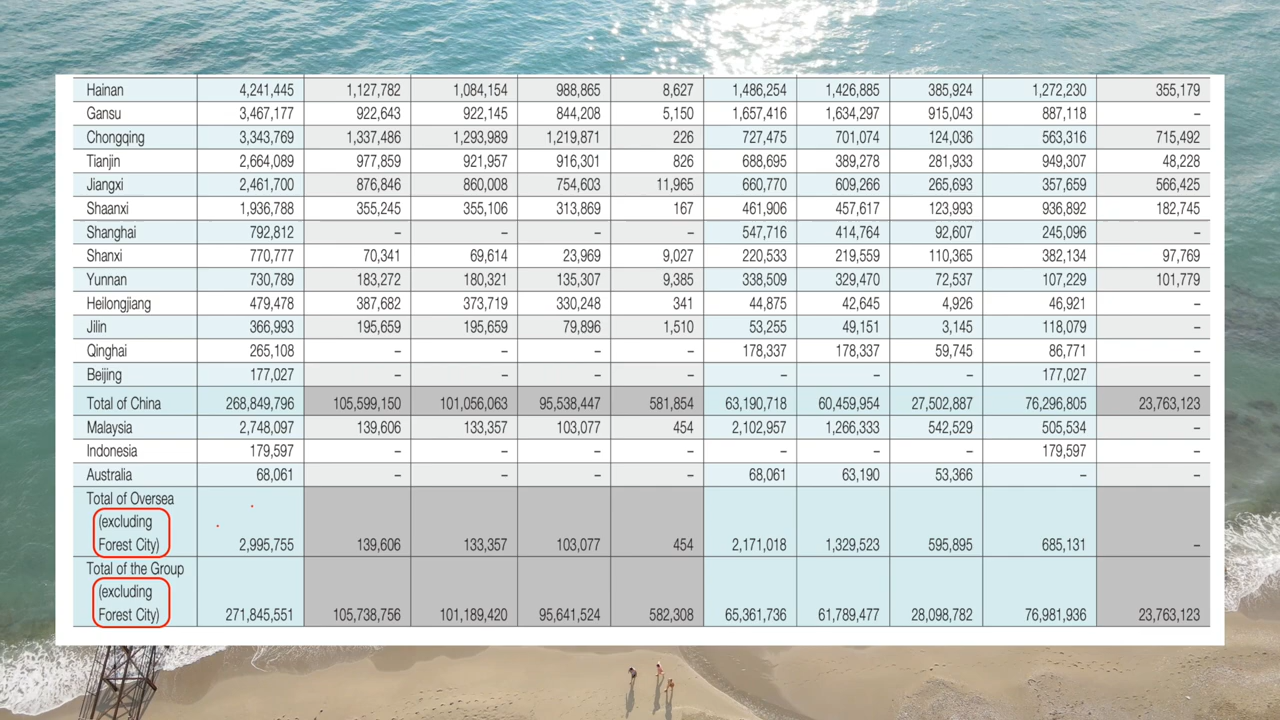 Hainan 4,241,445 1,127,782 1,084,154 988,865 8,627 1,486,254 1,426,885 385,924 1,272,230 355,179
Gansu 3,467,177 922,643 922,145 844,208 5,150 1,657,416 1,634,297 915,043 887,118 –
Chongqing 3,343,769 1,337,486 1,293,989 1,219,871 226 727,475 701,074 124,036 563,316 715,492
Tianjin 2,664,089 977,859 921,957 916,301 826 688,695 389,278 281,933 949,307 48,228
Jiangxi 2,461,700 876,846 860,008 754,603 11,965 660,770 609,266 265,693 357,659 566,425
Shaanxi 1,936,788 355,245 355,106 313,869 167 461,906 457,617 123,993 936,892 182,745
Shanghai 792,812 – – – – 547,716 414,764 92,607 245,096
Shanxi 770,777 70,341 69,614 23,969 9,027 220,533 219,559 110,365 382,134 97,769
Yunnan 730,789 183,272 180,321 135,307 9,385 338,509 329,470 72,537 107,229 101,779
Heilongjiang 479,478 387,682 373,719 330,248 341 44,875 42,645 4,926 46,921 –
Jilin 366,993 195,659 195,659 79,896 1,510 53,255 49,151 3,145 118,079 –
Qinghai 265,108 – – – – 178,337 178,337 59,745 86,771 –
Beijing 177,027 – – – – – – – 177,027 –
Total of China 268,849,796 105,599,150 101,056,063 95,538,447 581,854 63,190,718 60,459,954 27,502,887 76,296,805 23,763,123
Malaysia 2,748,097 139,606 133,357 103,077 454 2,102,957 1,266,333 542,529 505,534 –
Indonesia 179,597 – – – – – – – 179,597 –
Australia 68,061 – – – – 68,061 63,190 53,366 – –
Total of Oversea
(excluding
Forest City) 2,995,755 139,606 133,357 103,077 454 2,171,018 1,329,523 595,895 685,131 –
Total of the Group
(excluding
Forest City) 271,845,551 105,738,756 101,189,420 95,641,524 582,308 65,361,736 61,789,477 28,098,782 76,981,936 23,763,123